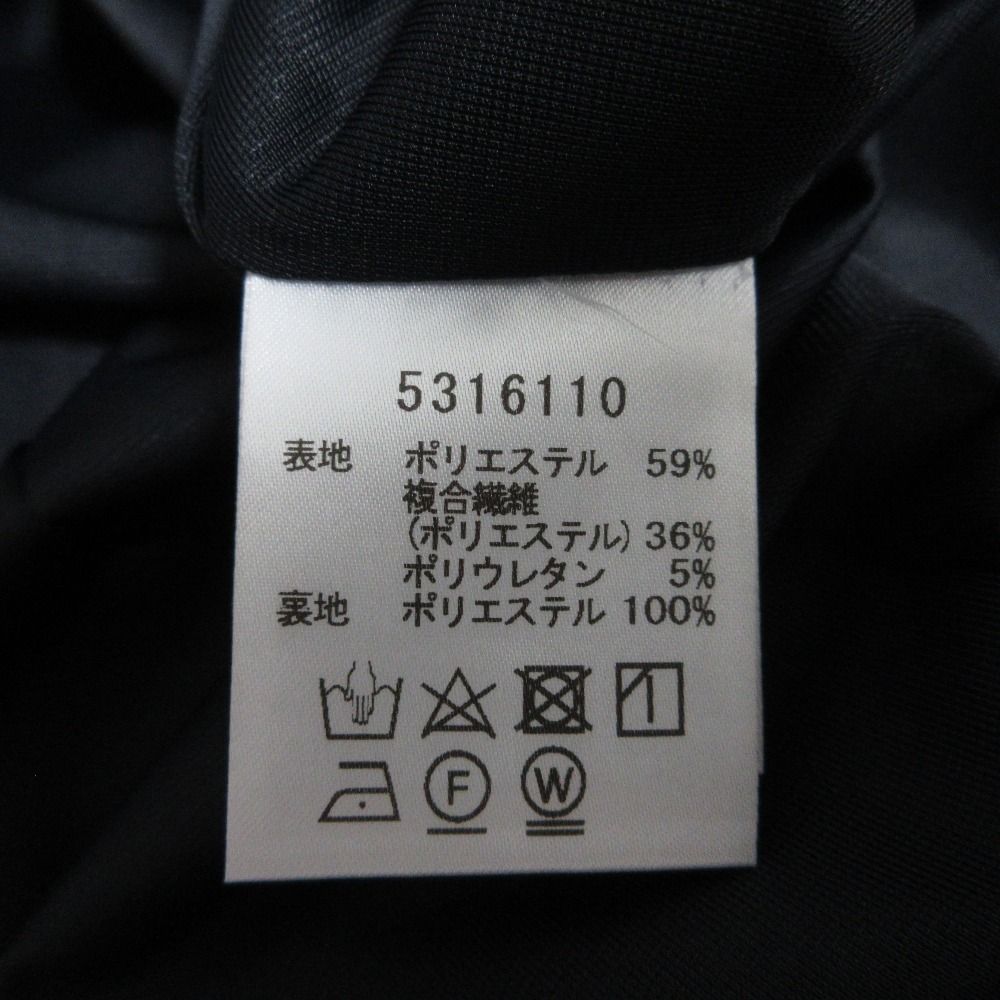 5316110
表地 ポリエステル 59%
複合繊維
(ポリエステル) 36%
ポリウレタン 5%
裏地 ポリエステル 100%
F W